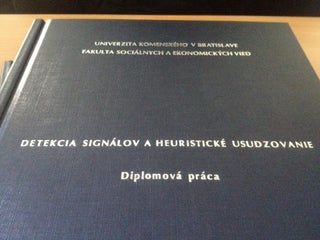 UNIVERZITA KOMENSKÉHO V BRATISLAVE
FAKULTA SOCIÁLNYCH A EKONOMICKÝCH VIED
DETEKCIA SIGNÁLOV A HEURISTICKÉ USUDZOVANIE
Diplomová práca